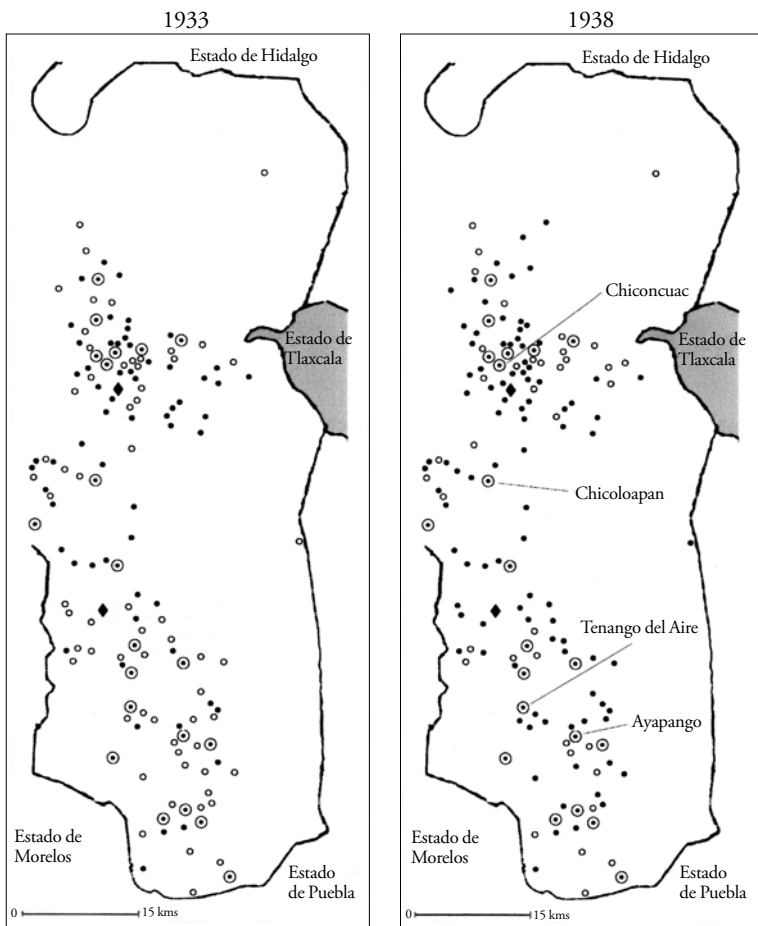 1933
Estado de Hidalgo
Estado de
Tlaxcala
Estado de
Morelos
Estado
de Puebla
0
15 kms
1938
Estado de Hidalgo
Chiconcuac
Estado de
Tlaxcala
Chicoloapan
Tenango del Aire
Ayapango
Estado de
Morelos
Estado
de Puebla
0
15 kms